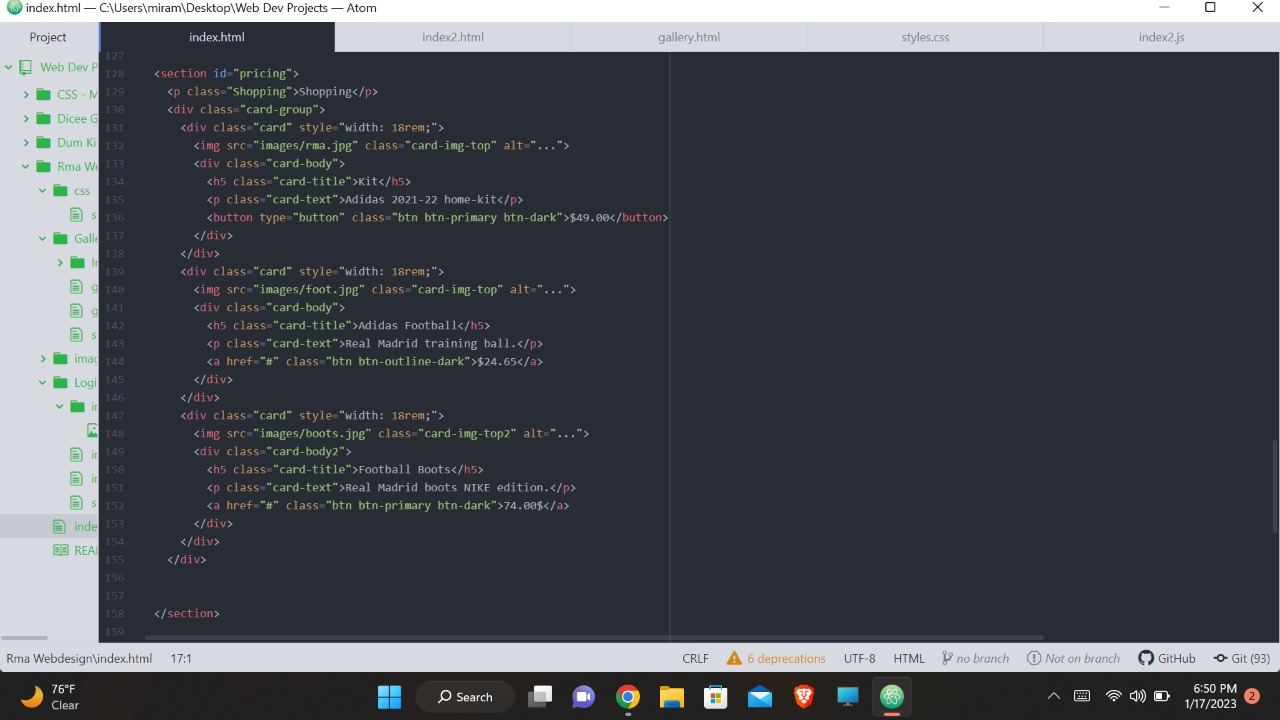 index.html — C:\Users\miram\Desktop\Web Dev Projects — Atom
Project
index.html
index2.html
gallery.html
styles.css
index2.js
Web Dev P
CSS - M
Dicee G
Dum Ki
Rma We
css
s
Galle
Ir
g
g
s
imag
Logi
ir
ir
ir
s
inde
REA
127
128 <section id="pricing">
129 <p class="Shopping">Shopping</p>
130 <div class="card-group">
131 <div class="card" style="width: 18rem;">
132 <img src="images/rma.jpg" class="card-img-top" alt="...">
133 <div class="card-body">
134 <h5 class="card-title">Kit</h5>
135 <p class="card-text">Adidas 2021-22 home-kit</p>
136 <button type="button" class="btn btn-primary btn-dark">$49.00</button>
137 </div>
138 </div>
139 <div class="card" style="width: 18rem;">
140 <img src="images/foot.jpg" class="card-img-top" alt="...">
141 <div class="card-body">
142 <h5 class="card-title">Adidas Football</h5>
143 <p class="card-text">Real Madrid training ball.</p>
144 <a href="#" class="btn btn-outline-dark">$24.65</a>
145 </div>
146 </div>
147 <div class="card" style="width: 18rem;">
148 <img src="images/boots.jpg" class="card-img-top2" alt="...">
149 <div class="card-body2">
150 <h5 class="card-title">Football Boots</h5>
151 <p class="card-text">Real Madrid boots NIKE edition.</p>
152 <a href="#" class="btn btn-primary btn-dark">74.00$</a>
153 </div>
154 </div>
155 </div>
156
157
158 </section>
159
Rma Webdesign\index.html 17:1
CRLF 6 deprecations UTF-8 HTML no branch Not on branch GitHub Git (93)
76°F
Clear
Search
6:50 PM
1/17/2023
2